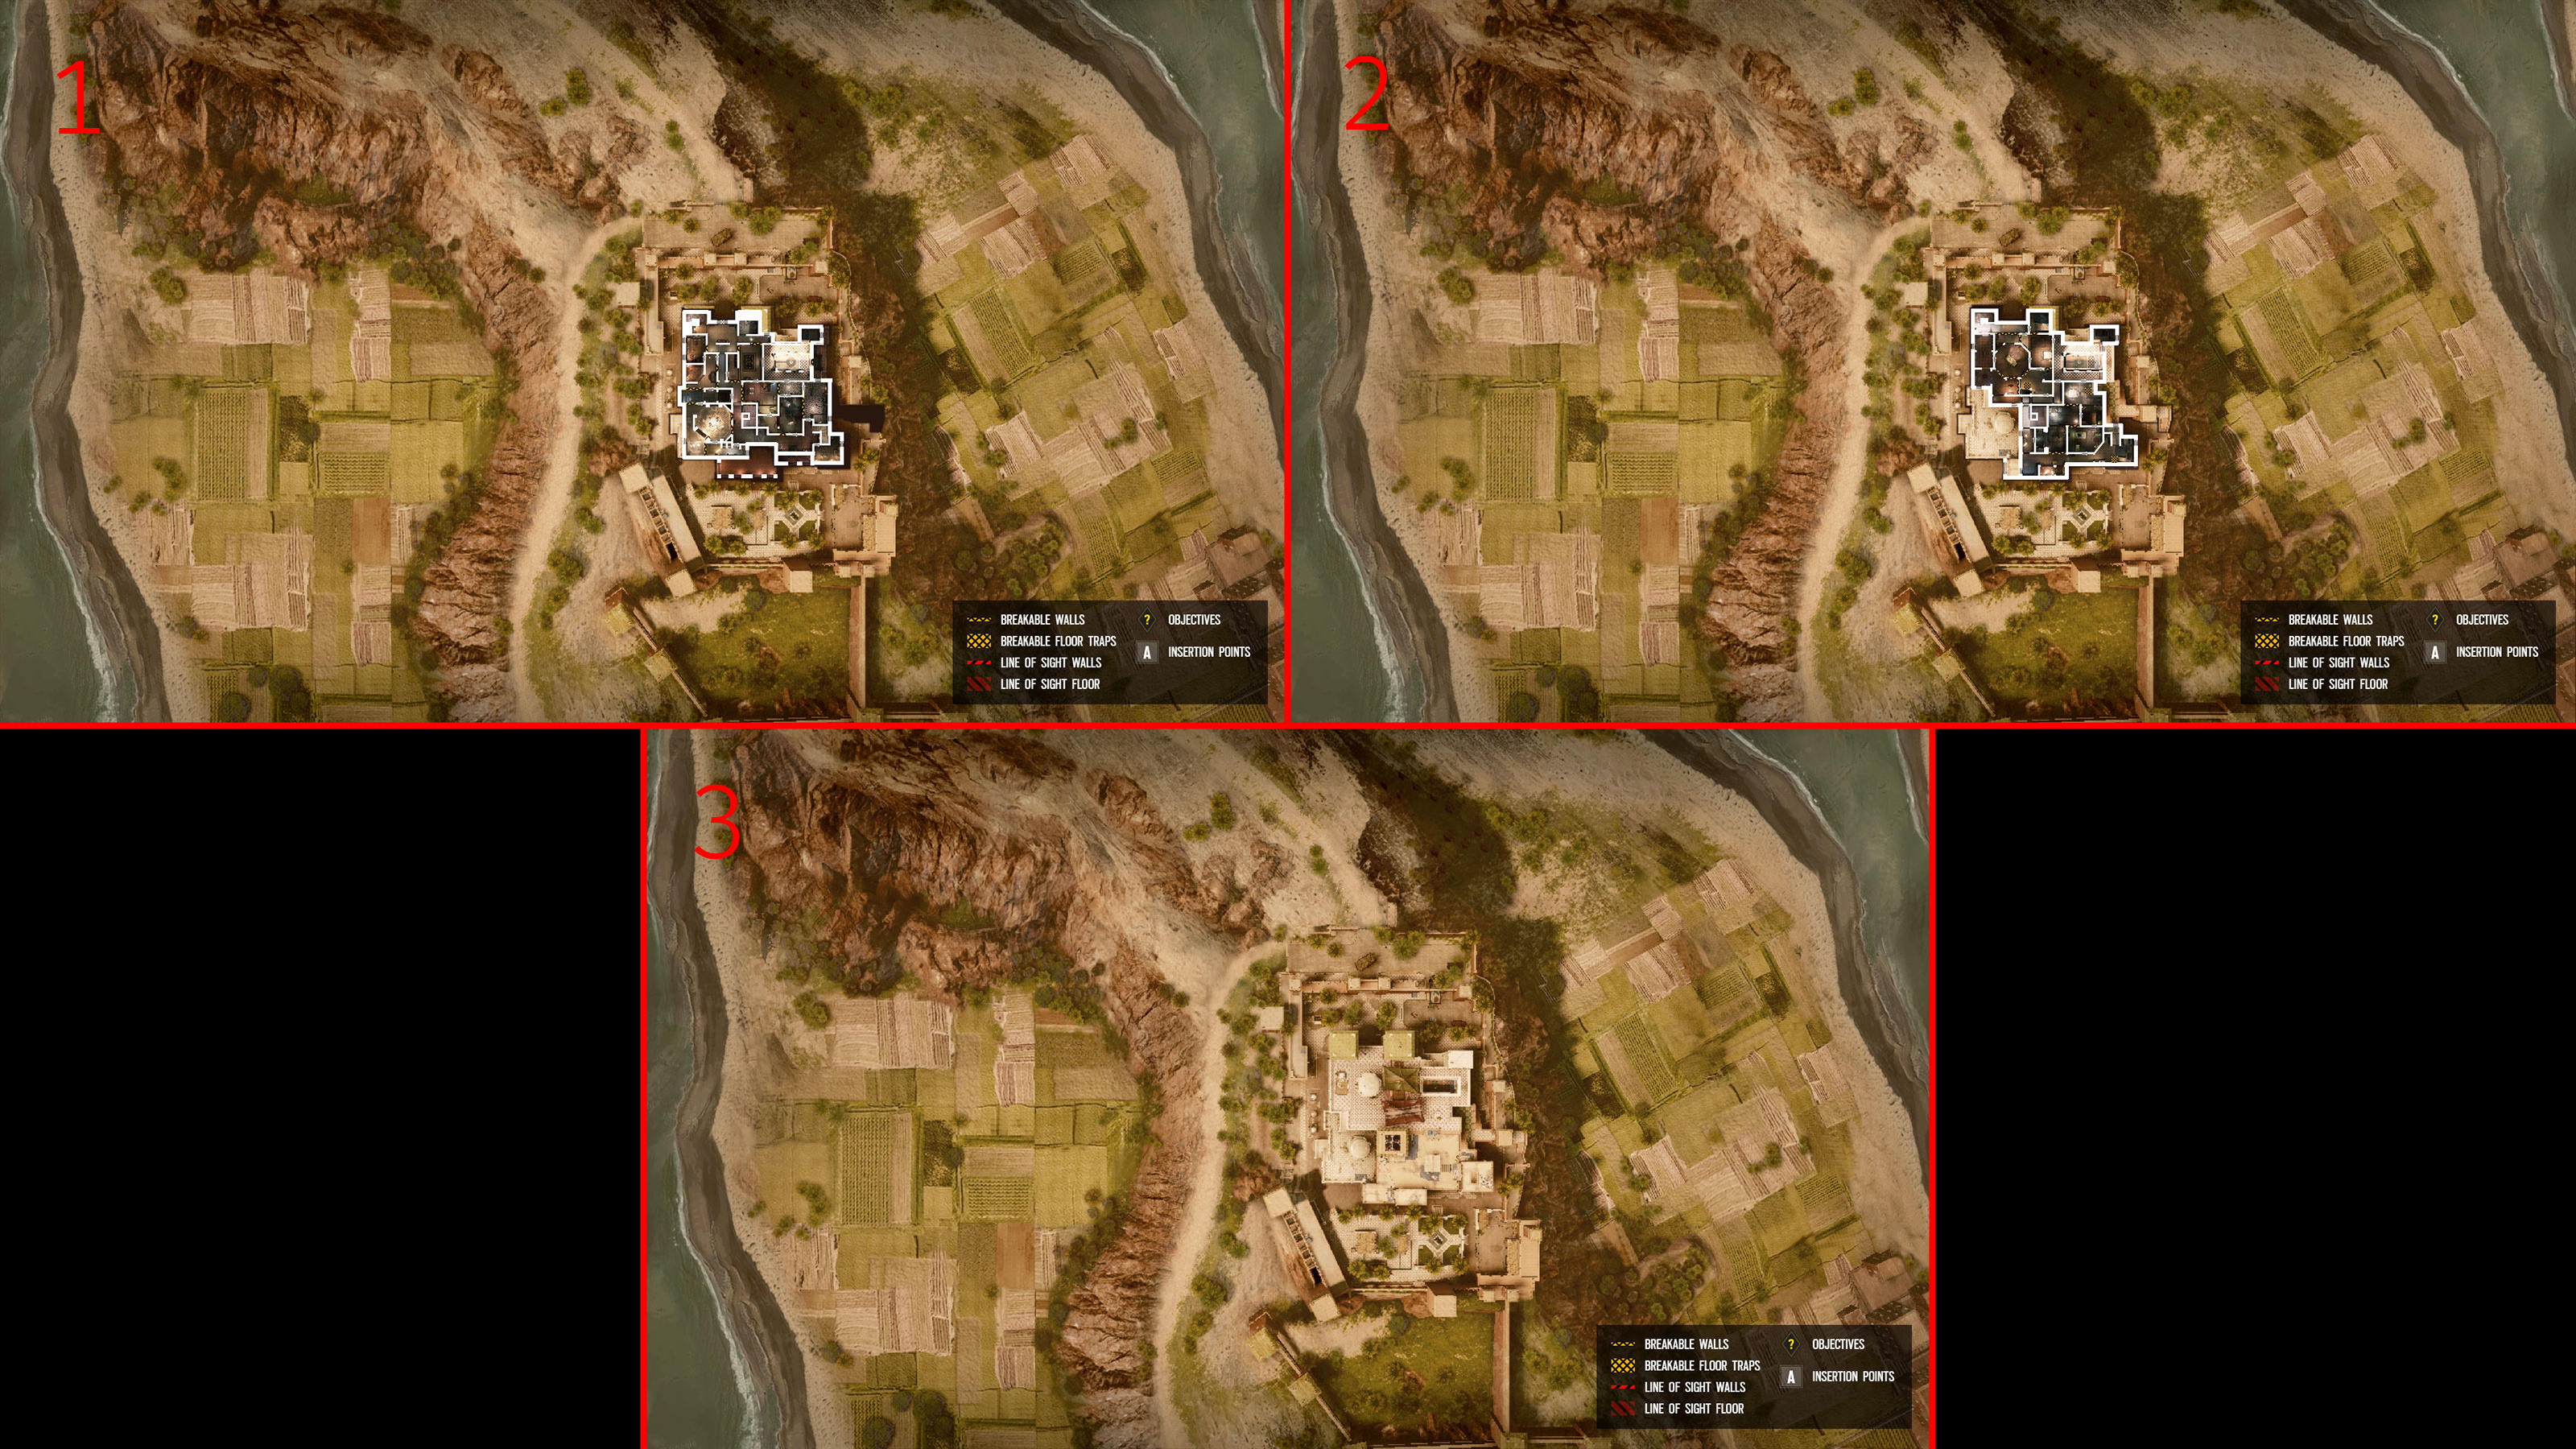 1
BREAKABLE WALLS
BREAKABLE FLOOR TRAPS
LINE OF SIGHT WALLS
LINE OF SIGHT FLOOR
? OBJECTIVES
A INSERTION POINTS
2
BREAKABLE WALLS
BREAKABLE FLOOR TRAPS
LINE OF SIGHT WALLS
LINE OF SIGHT FLOOR
? OBJECTIVES
A INSERTION POINTS
3
BREAKABLE WALLS
BREAKABLE FLOOR TRAPS
LINE OF SIGHT WALLS
LINE OF SIGHT FLOOR
? OBJECTIVES
A INSERTION POINTS